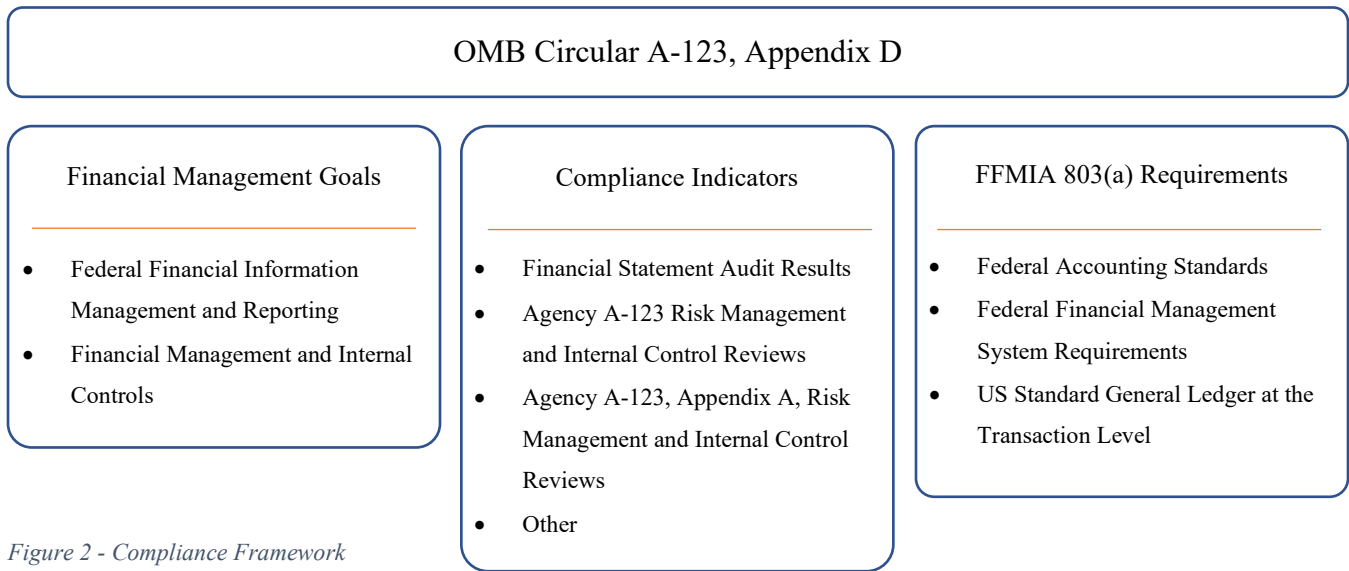 OMB Circular A-123, Appendix D
Financial Management Goals
• Federal Financial Information
Management and Reporting
• Financial Management and Internal
Controls
Compliance Indicators
• Financial Statement Audit Results
• Agency A-123 Risk Management
and Internal Control Reviews
• Agency A-123, Appendix A, Risk
Management and Internal Control
Reviews
• Other
FFMIA 803(a) Requirements
• Federal Accounting Standards
• Federal Financial Management
System Requirements
• US Standard General Ledger at the
Transaction Level
Figure 2 - Compliance Framework